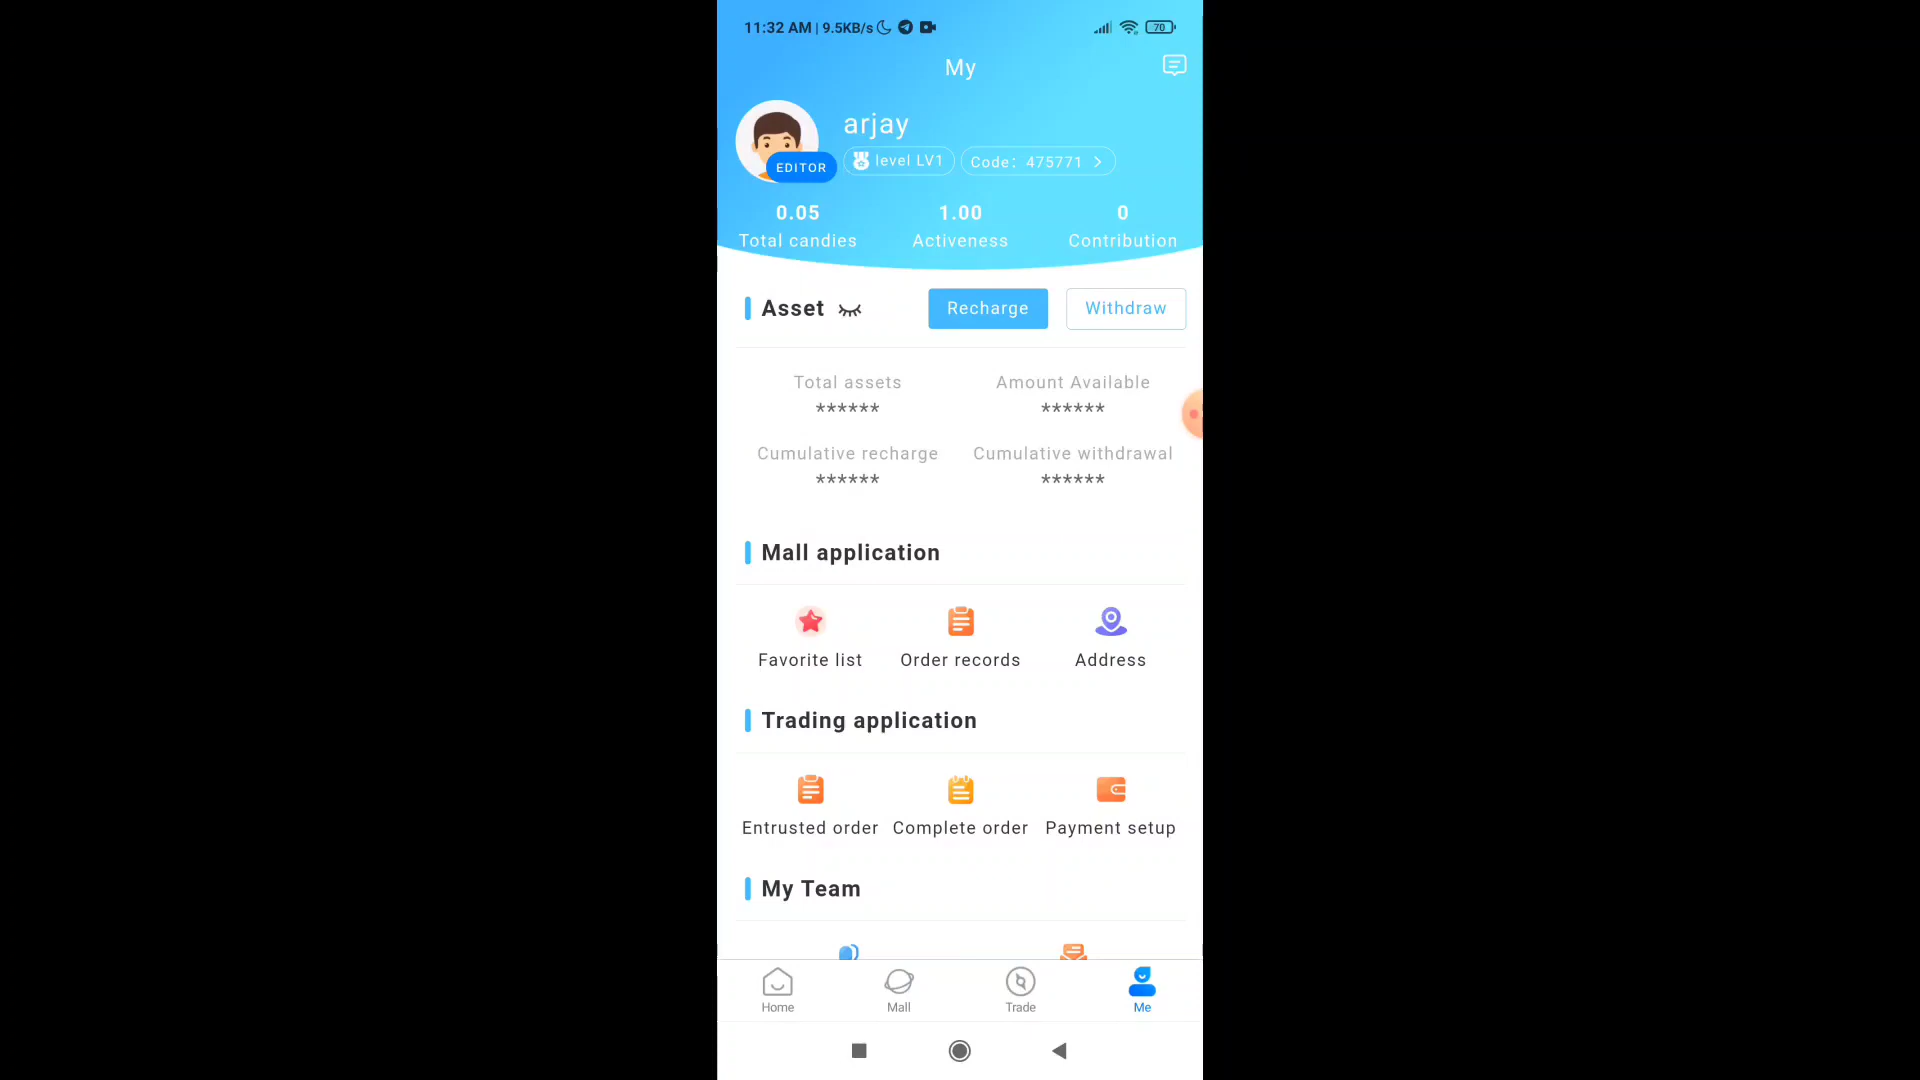 11:32 AM | 9.5KB/s 70
My
arjay
EDITOR
level LV1 Code: 475771
0.05 1.00 0
Total candies Activeness Contribution
Asset Recharge Withdraw
Total assets Amount Available
****** ******
Cumulative recharge Cumulative withdrawal
****** ******
Mall application
Favorite list Order records Address
Trading application
Entrusted order Complete order Payment setup
My Team
Home Mall Trade Me